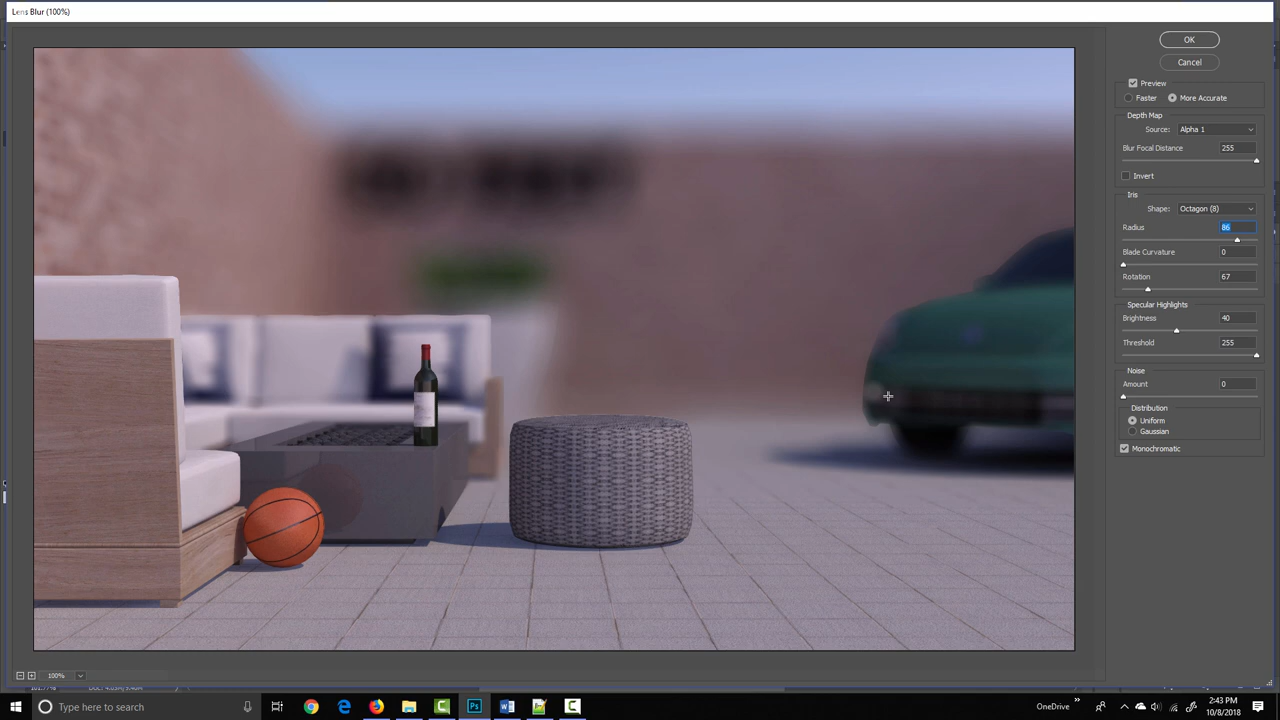 Lens Blur (100%)
OK
Cancel
Preview
Faster
More Accurate
Depth Map
Source: Alpha 1
Blur Focal Distance 255
Invert
Iris
Shape: Octagon (8)
Radius 86
Blade Curvature 0
Rotation 67
Specular Highlights
Brightness 40
Threshold 255
Noise
Amount 0
Distribution
Uniform
Gaussian
Monochromatic
100%
Type here to search
OneDrive
2:43 PM
10/8/2018